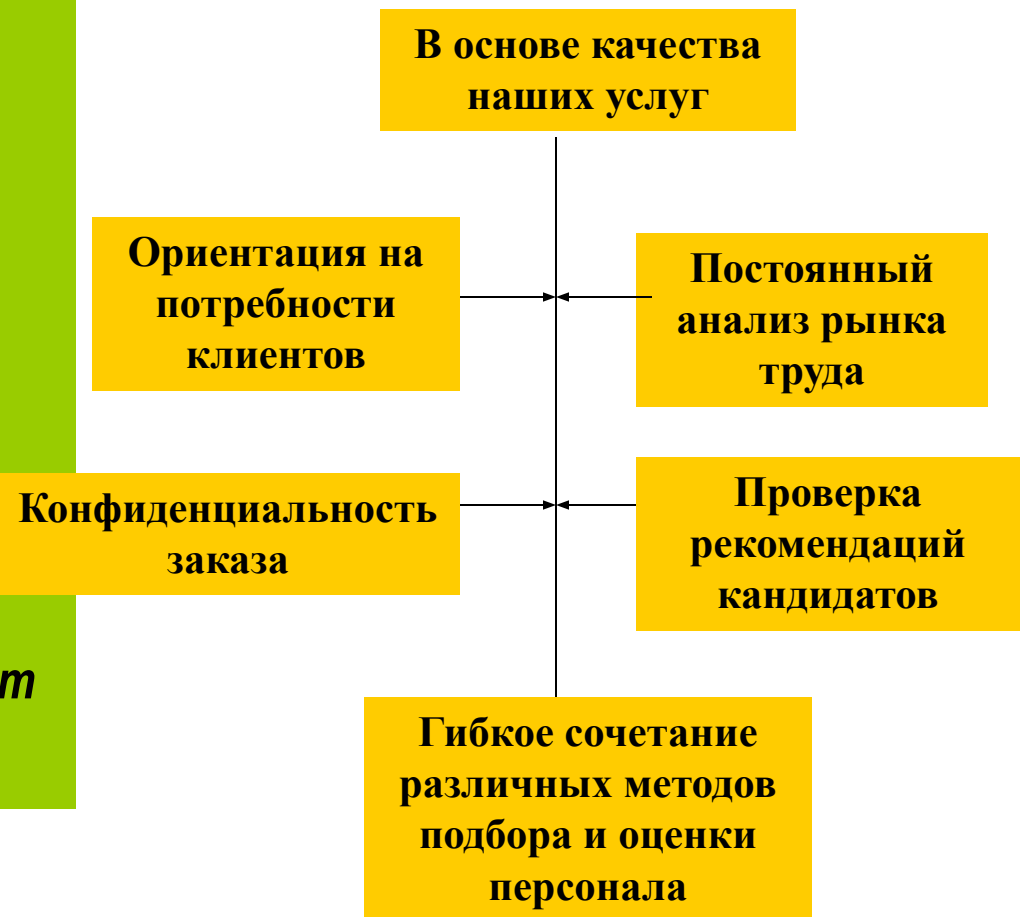 В основе качества
наших услуг
Ориентация на
потребности
клиентов
Постоянный
анализ рынка
труда
Конфиденциальность
заказа
Проверка
рекомендаций
кандидатов
Гибкое сочетание
различных методов
подбора и оценки
персонала